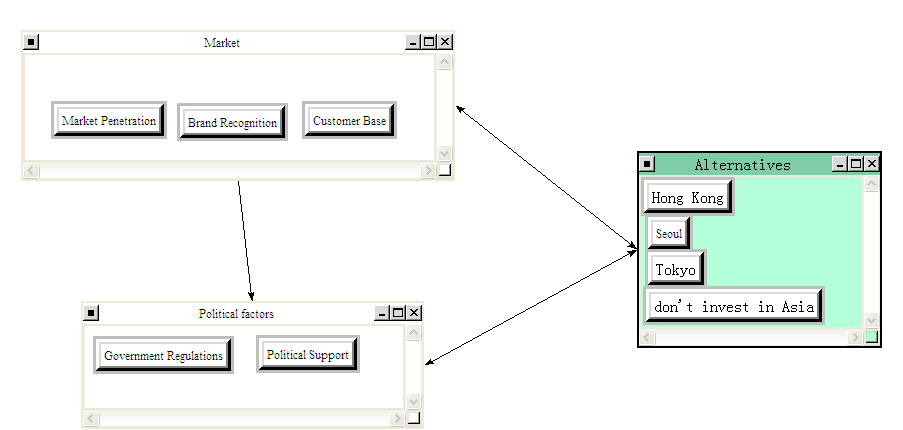 Market
Market Penetration
Brand Recognition
Customer Base
Alternatives
Hong Kong
Seoul
Tokyo
don't invest in Asia
Political factors
Government Regulations
Political Support